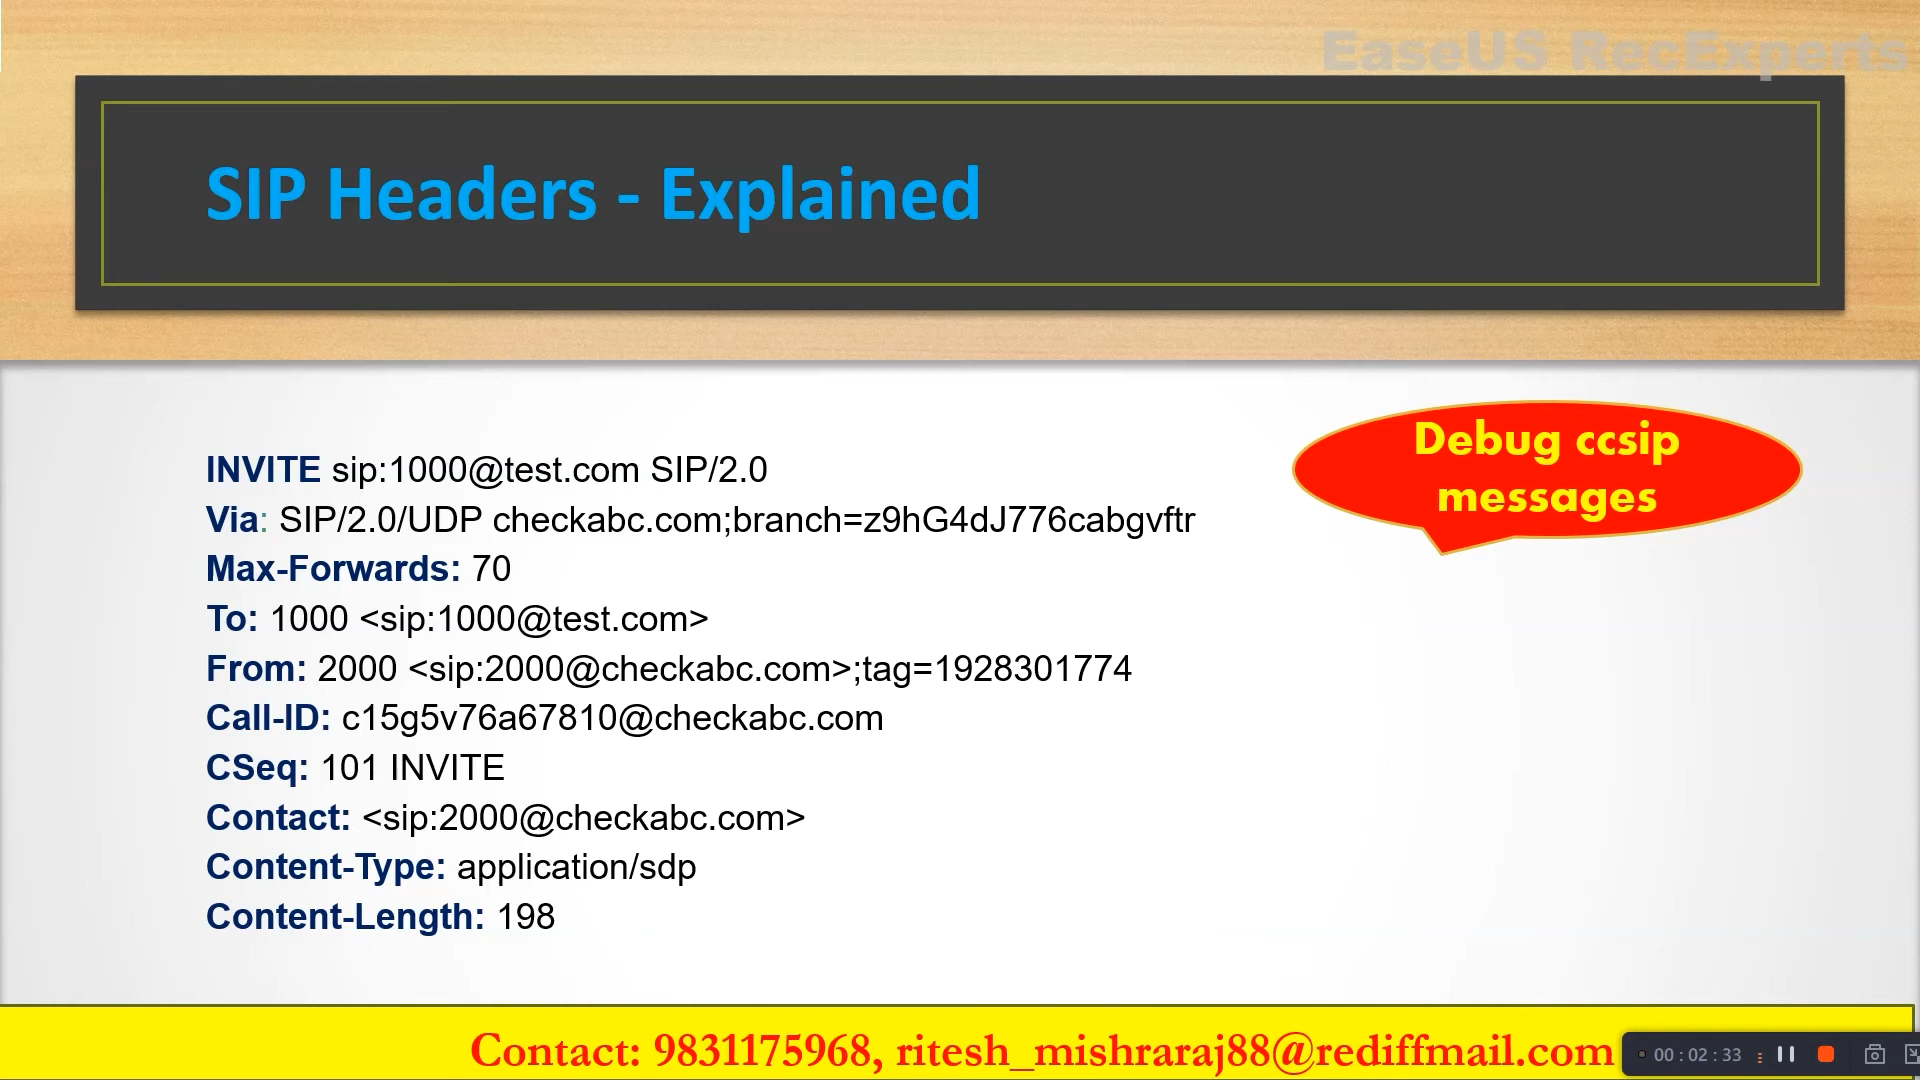 EaseUS RecExperts
SIP Headers - Explained
Debug ccsip
messages
INVITE sip:1000@test.com SIP/2.0
Via: SIP/2.0/UDP checkabc.com;branch=z9hG4dJ776cabgvftr
Max-Forwards: 70
To: 1000 <sip:1000@test.com>
From: 2000 <sip:2000@checkabc.com>;tag=1928301774
Call-ID: c15g5v76a67810@checkabc.com
CSeq: 101 INVITE
Contact: <sip:2000@checkabc.com>
Content-Type: application/sdp
Content-Length: 198
Contact: 9831175968, ritesh_mishraraj88@rediffmail.com
00:02:33